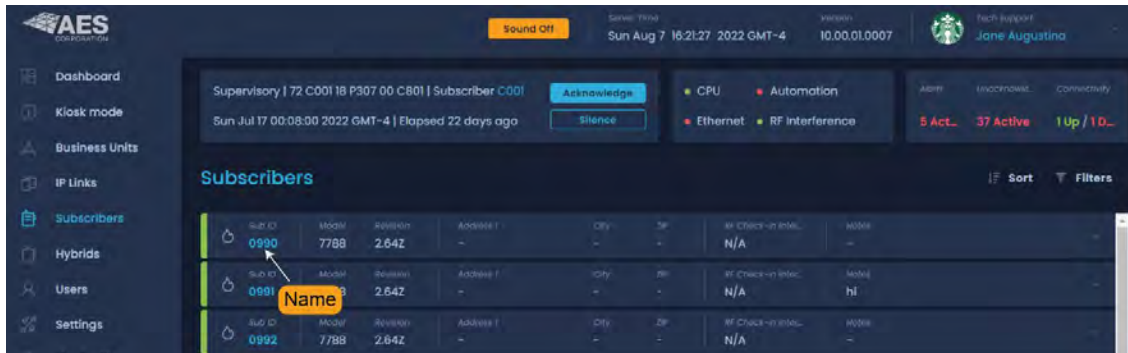 AES
CORPORATION
Sound Off
Server Time
Sun Aug 7 16:21:27 2022 GMT-4
Version
10.00.01.0007
Tech Support
Jane Augustina
Dashboard
Kiosk mode
Business Units
IP Links
Subscribers
Hybrids
Users
Settings
Supervisory | 72 C001 18 P307 00 C801 | Subscriber C001
Sun Jul 17 00:08:00 2022 GMT-4 | Elapsed 22 days ago
Acknowledge
Silence
CPU
Automation
Ethernet
RF Interference
Alarm
5 Act...
37 Active
Connectivity
1 Up / 1 D...
Subscribers
Sort
Filters
Sub ID Model Revision Address 1 City ZIP RF Check-in Inter... Notes
0990 7788 2.64Z - - - N/A -
Sub ID Model Revision Address 1 City ZIP RF Check-in Inter... Notes
0991 8 2.64Z - - - N/A hi
Name
Sub ID Model Revision Address 1 City ZIP RF Check-in Inter... Notes
0992 7788 2.64Z - - - N/A -